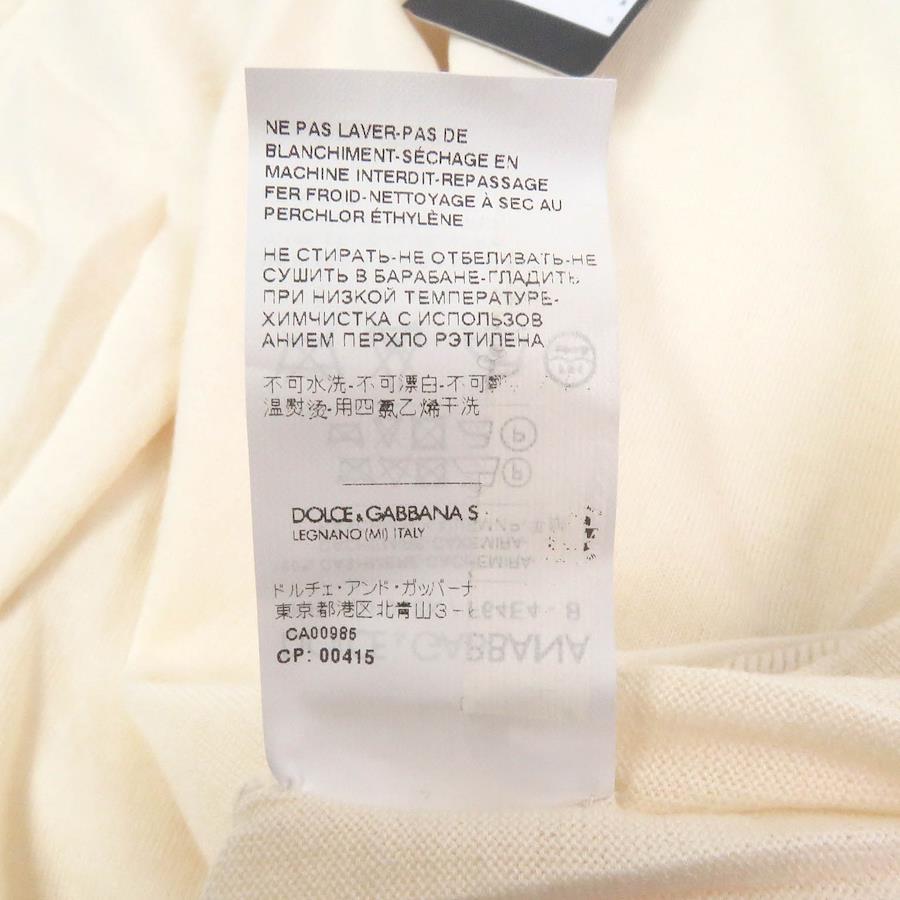 NE PAS LAVER-PAS DE
BLANCHIMENT-SÉCHAGE EN
MACHINE INTERDIT-REPASSAGE
FER FROID-NETTOYAGE À SEC AU
PERCHLOR ÉTHYLÈNE
НЕ СТИРАТЬ-НЕ ОТБЕЛИВАТЬ-НЕ
СУШИТЬ В БАРАБАНЕ-ГЛАДИТЬ
ПРИ НИЗКОЙ ТЕМПЕРАТУРЕ-
ХИМЧИСТКА С ИСПОЛЬЗОВ
АНИЕМ ПЕРХЛО РЭТИЛЕНА
不可水洗-不可漂白-不可
温熨烫-用四氯乙烯干洗
DOLCE & GABBANA S
LEGNANO (MI) ITALY
ドルチェ・アンド・ガッバーナ
東京都港区北青山3-
CA00985
CP: 00415